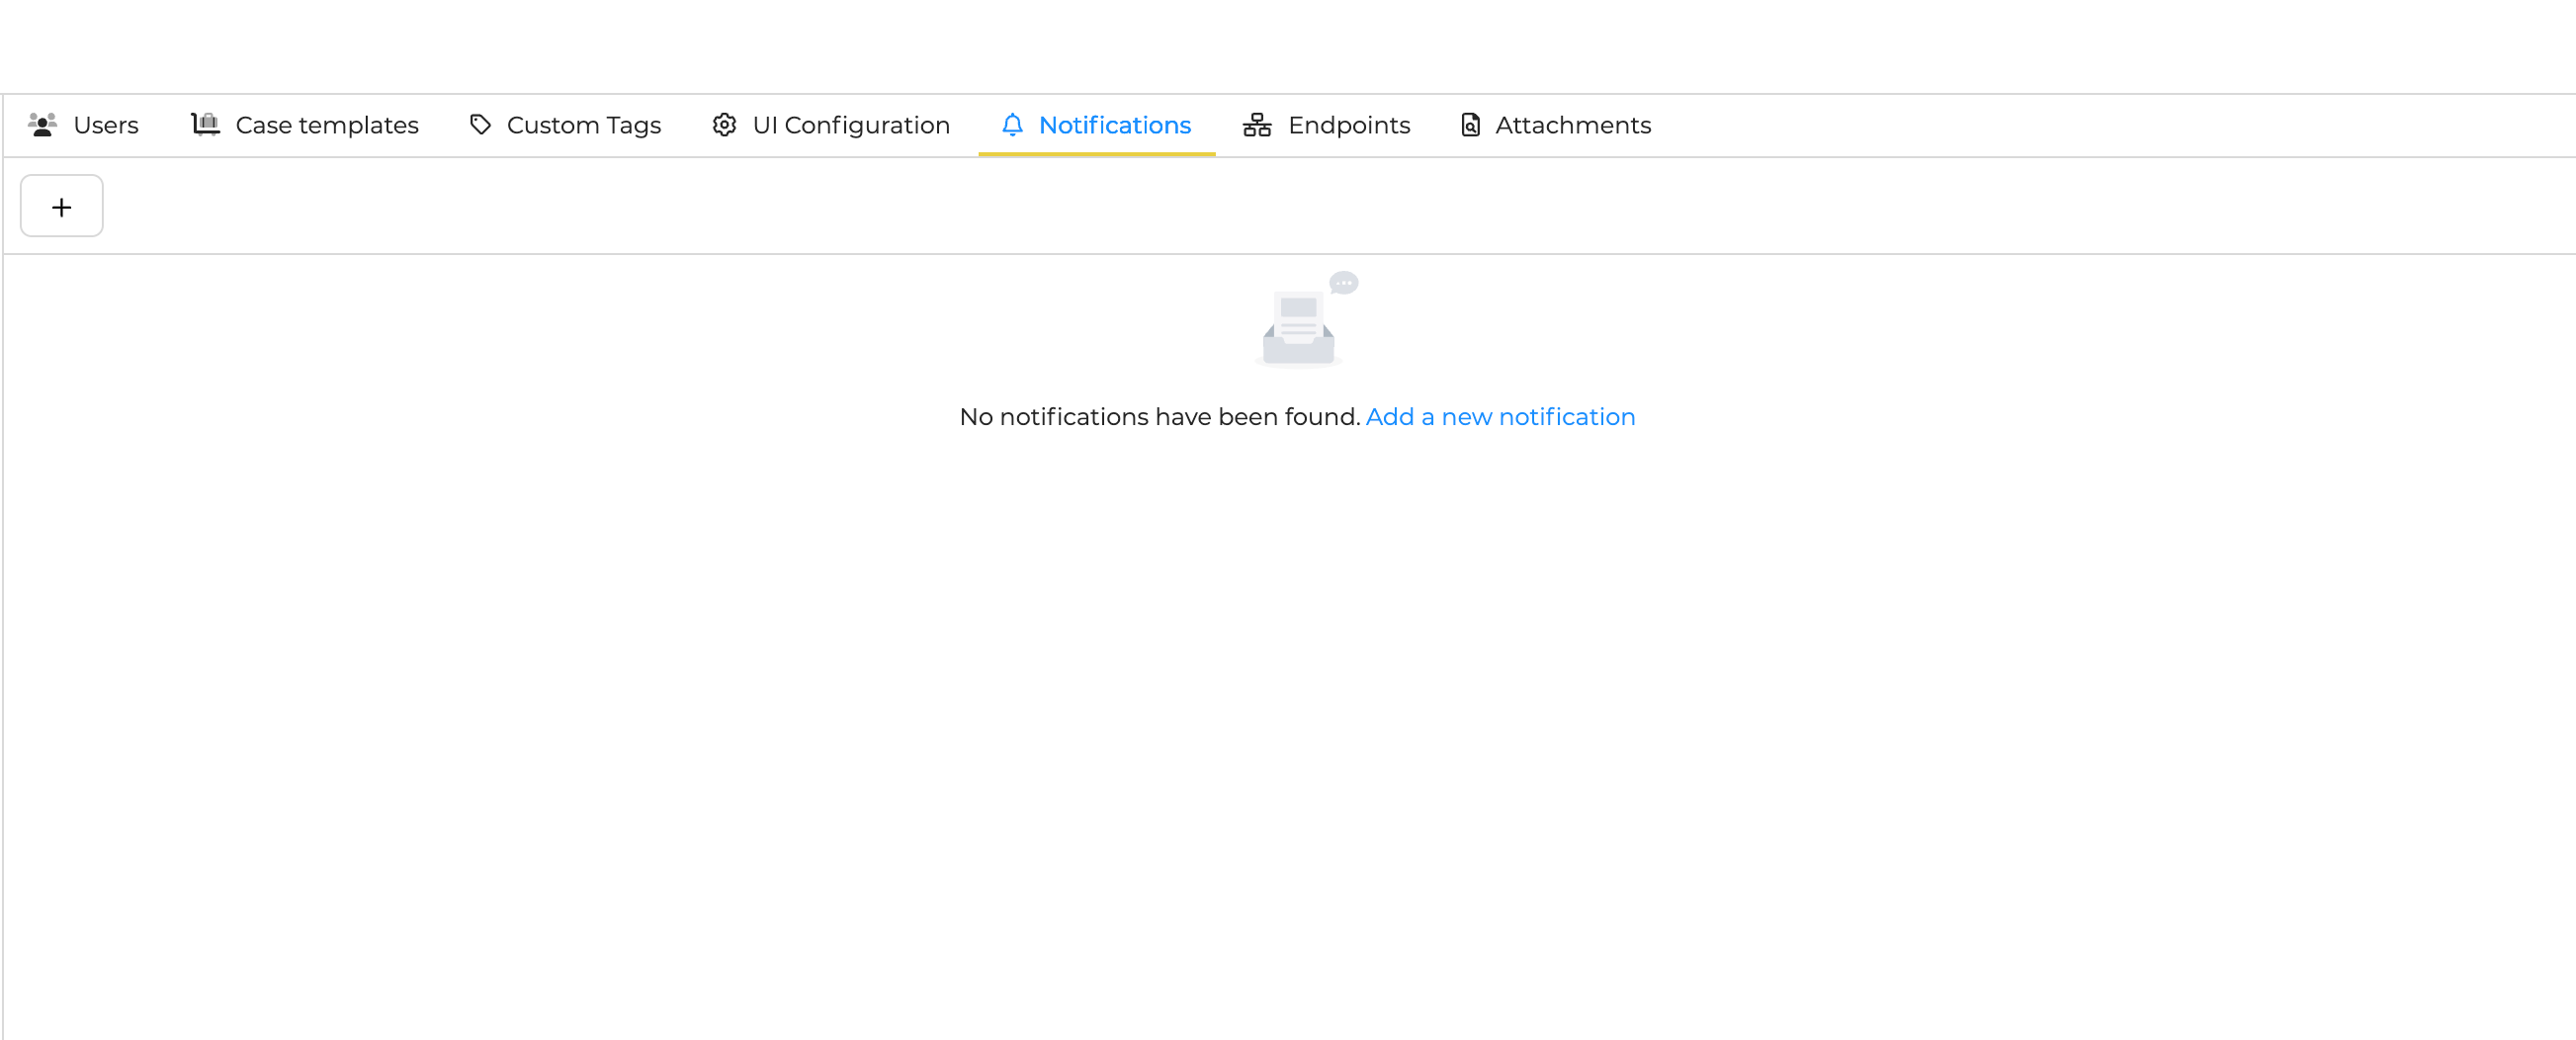 Users Case templates Custom Tags UI Configuration Notifications Endpoints Attachments
+
No notifications have been found. Add a new notification